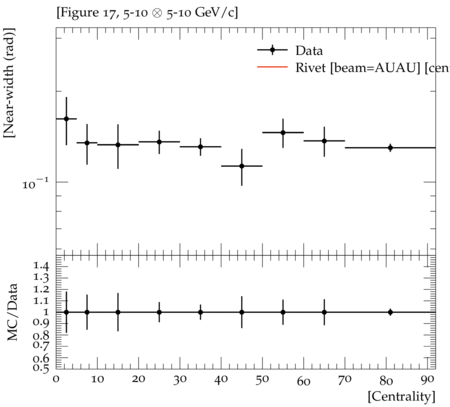 [Figure 17, 5-10 ⊗ 5-10 GeV/c]
[Near-width (rad)]
Data
Rivet [beam=AUAU] [cen
10⁻¹
MC/Data
1.4
1.3
1.2
1.1
1
0.9
0.8
0.7
0.6
0.5
0 10 20 30 40 50 60 70 80 90
[Centrality]